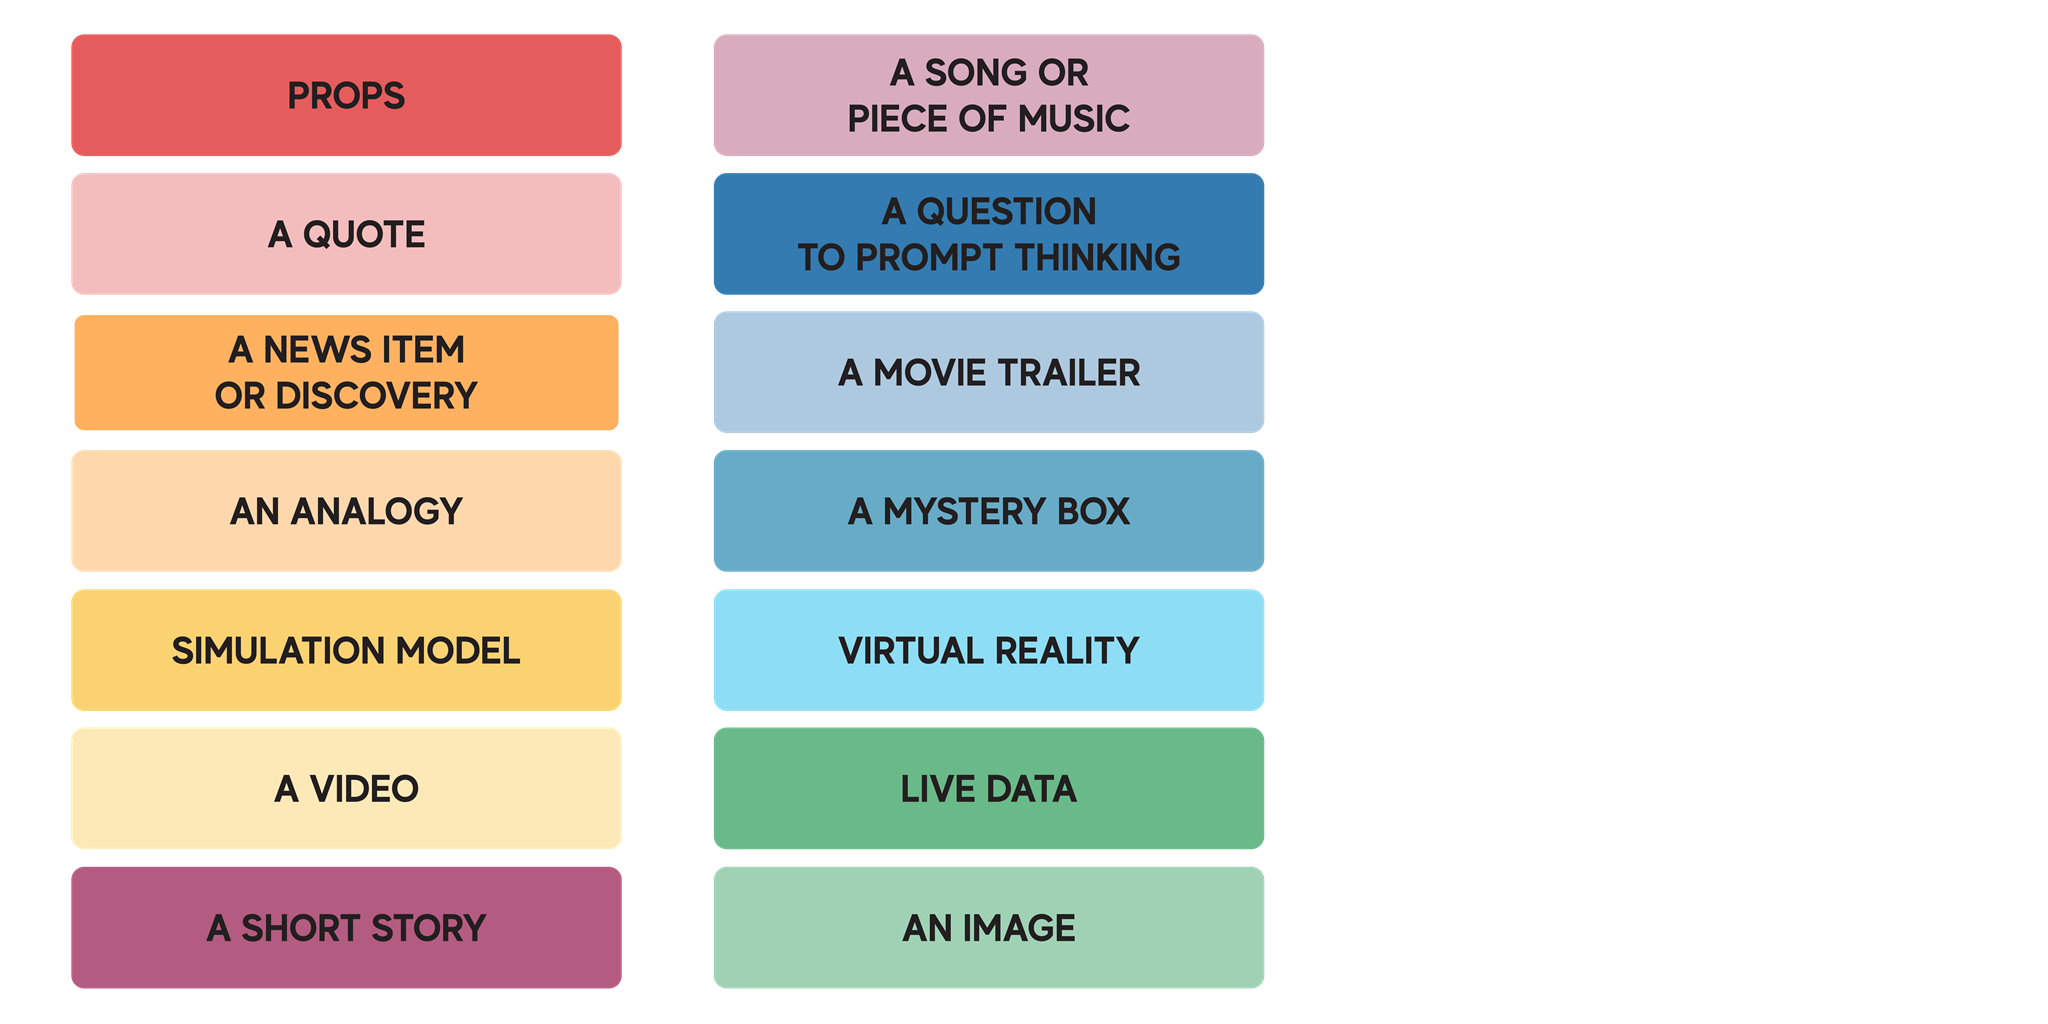 PROPS
A QUOTE
A NEWS ITEM
OR DISCOVERY
AN ANALOGY
SIMULATION MODEL
A VIDEO
A SHORT STORY
A SONG OR
PIECE OF MUSIC
A QUESTION
TO PROMPT THINKING
A MOVIE TRAILER
A MYSTERY BOX
VIRTUAL REALITY
LIVE DATA
AN IMAGE